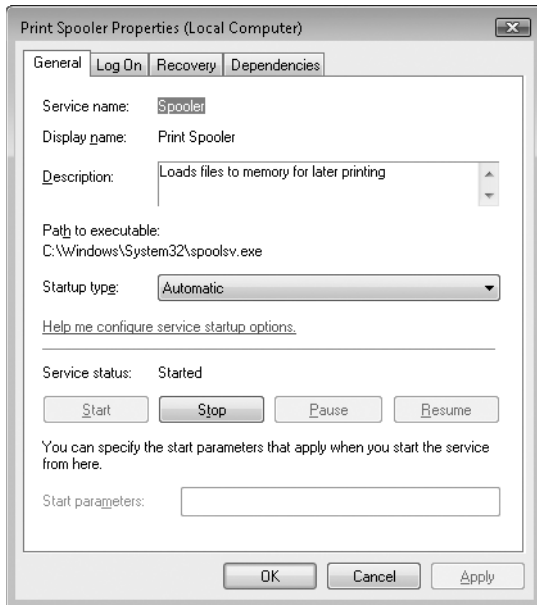 Print Spooler Properties (Local Computer)
General Log On Recovery Dependencies
Service name: Spooler
Display name: Print Spooler
Description: Loads files to memory for later printing
Path to executable:
C:\Windows\System32\spoolsv.exe
Startup type: Automatic
Help me configure service startup options.
Service status: Started
Start Stop Pause Resume
You can specify the start parameters that apply when you start the service
from here.
Start parameters:
OK Cancel Apply